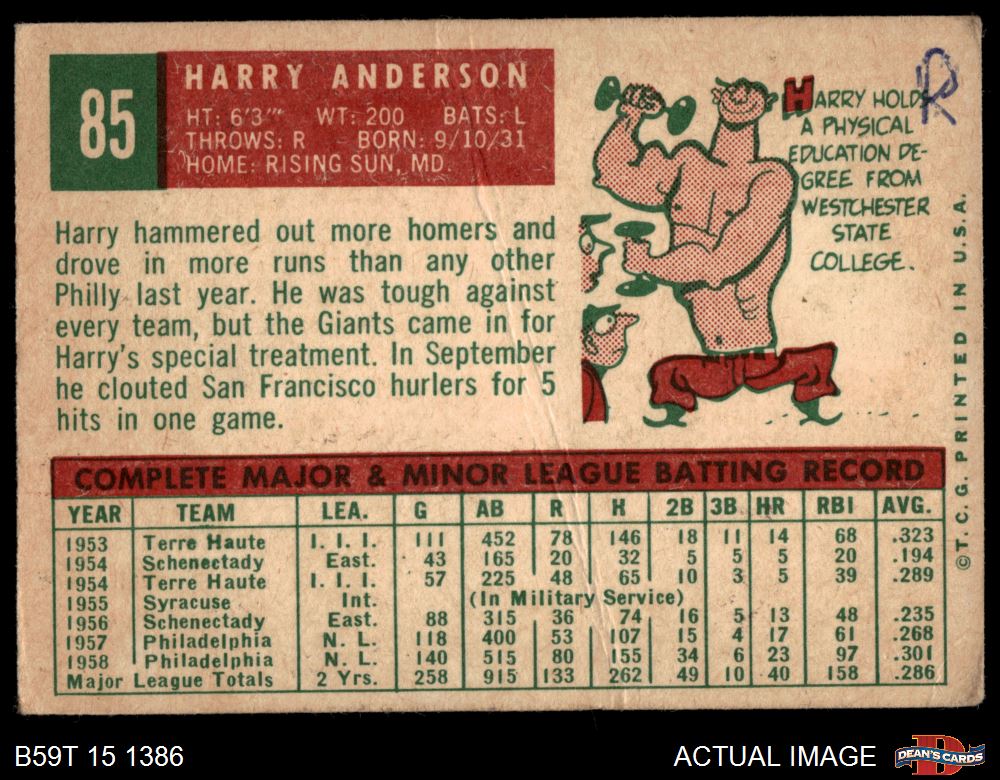 85
HARRY ANDERSON
HT: 6'3" WT: 200 BATS: L
THROWS: R BORN: 9/10/31
HOME: RISING SUN, MD.
Harry hammered out more homers and
drove in more runs than any other
Philly last year. He was tough against
every team, but the Giants came in for
Harry's special treatment. In September
he clouted San Francisco hurlers for 5
hits in one game.
HARRY HOLDS
A PHYSICAL
EDUCATION DE-
GREE FROM
WESTCHESTER
STATE
COLLEGE.
R
© T. C. G. PRINTED IN U.S.A.
COMPLETE MAJOR & MINOR LEAGUE BATTING RECORD
YEAR TEAM LEA. G AB R H 2B 3B HR RBI AVG.
1953 Terre Haute I. I. I. 111 452 78 146 18 11 14 68 .323
1954 Schenectady East. 43 165 20 32 5 5 5 20 .194
1954 Terre Haute I. I. I. 57 225 48 65 10 3 5 39 .289
1955 Syracuse Int. (In Military Service)
1956 Schenectady East. 88 315 36 74 16 5 13 48 .235
1957 Philadelphia N. L. 118 400 53 107 15 4 17 61 .268
1958 Philadelphia N. L. 140 515 80 155 34 6 23 97 .301
Major League Totals 2 Yrs. 258 915 133 262 49 10 40 158 .286
B59T 15 1386
ACTUAL IMAGE
D
DEAN'S CARDS